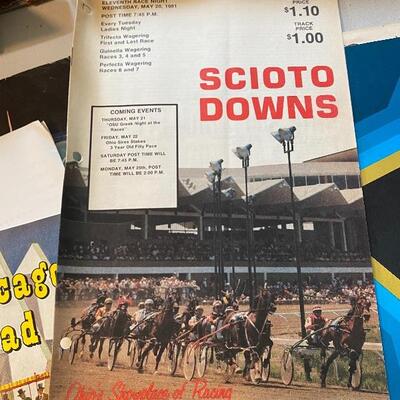 ELEVENTH RACE NIGHT
WEDNESDAY, MAY 20, 1981
POST TIME 7:45 P.M.
Every Tuesday
Ladies Night
Trifecta Wagering
First and Last Race
Quinella Wagering
Races 3, 4 and 5
Perfecta Wagering
Races 6 and 7
PRICE
$1.10
TRACK
PRICE
$1.00
SCIOTO
DOWNS
COMING EVENTS
THURSDAY, MAY 21
"OSU Greek Night at the
Races"
FRIDAY, MAY 22
Ohio Sires Stakes
3 Year Old Filly Pace
SATURDAY POST TIME WILL
BE 7:45 P.M.
MONDAY, MAY 25th, POST
TIME WILL BE 2:00 P.M.
Ohio's Showplace of Racing
cago
ad